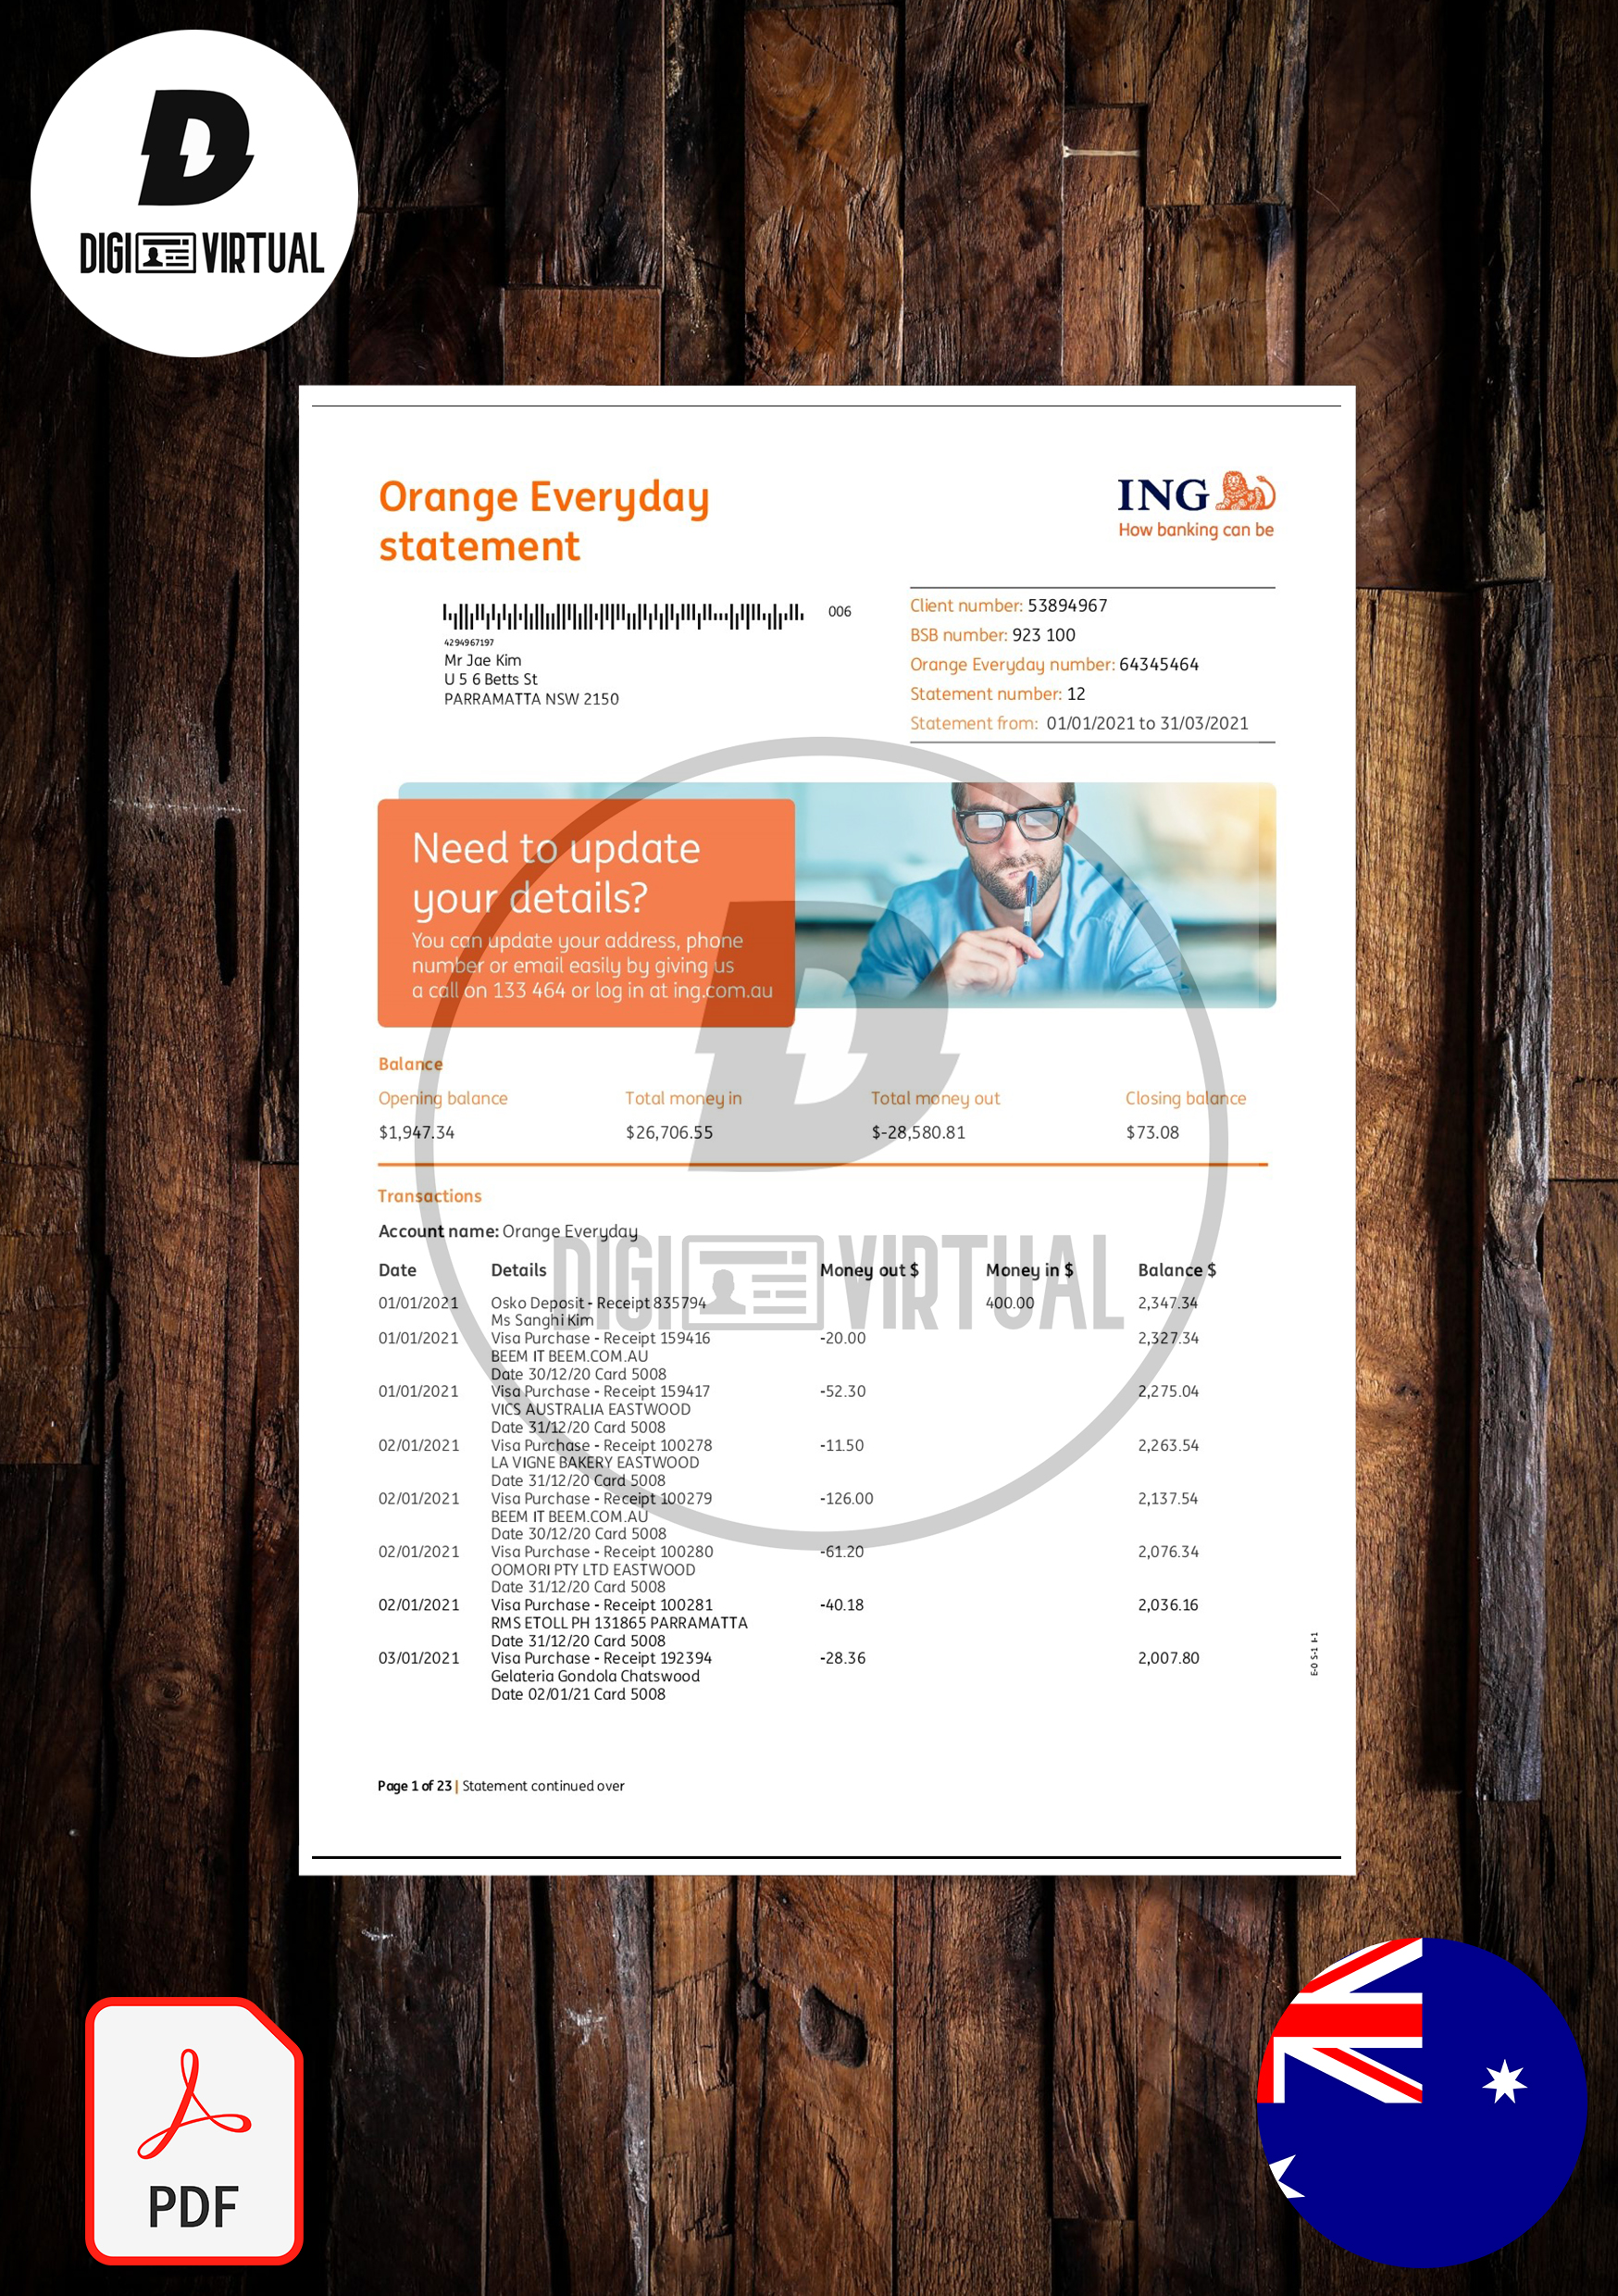 D
DIGI VIRTUAL
Orange Everyday
statement
ING
How banking can be
006
4294967197
Mr Jae Kim
U 5 6 Betts St
PARRAMATTA NSW 2150
Client number: 53894967
BSB number: 923 100
Orange Everyday number: 64345464
Statement number: 12
Statement from: 01/01/2021 to 31/03/2021
Need to update
your details?
You can update your address, phone
number or email easily by giving us
a call on 133 464 or log in at ing.com.au
D
Balance
Opening balance Total money in Total money out Closing balance
$1,947.34 $26,706.55 $-28,580.81 $73.08
Transactions
Account name: Orange Everyday
DIGI VIRTUAL
Date Details Money out $ Money in $ Balance $
01/01/2021 Osko Deposit - Receipt 835794 400.00 2,347.34
Ms Sanghi Kim
01/01/2021 Visa Purchase - Receipt 159416 -20.00 2,327.34
BEEM IT BEEM.COM.AU
Date 30/12/20 Card 5008
01/01/2021 Visa Purchase - Receipt 159417 -52.30 2,275.04
VICS AUSTRALIA EASTWOOD
Date 31/12/20 Card 5008
02/01/2021 Visa Purchase - Receipt 100278 -11.50 2,263.54
LA VIGNE BAKERY EASTWOOD
Date 31/12/20 Card 5008
02/01/2021 Visa Purchase - Receipt 100279 -126.00 2,137.54
BEEM IT BEEM.COM.AU
Date 30/12/20 Card 5008
02/01/2021 Visa Purchase - Receipt 100280 -61.20 2,076.34
OOMORI PTY LTD EASTWOOD
Date 31/12/20 Card 5008
02/01/2021 Visa Purchase - Receipt 100281 -40.18 2,036.16
RMS ETOLL PH 131865 PARRAMATTA
Date 31/12/20 Card 5008
03/01/2021 Visa Purchase - Receipt 192394 -28.36 2,007.80
Gelateria Gondola Chatswood
Date 02/01/21 Card 5008
E-0 S-1 I-1
Page 1 of 23 | Statement continued over
PDF